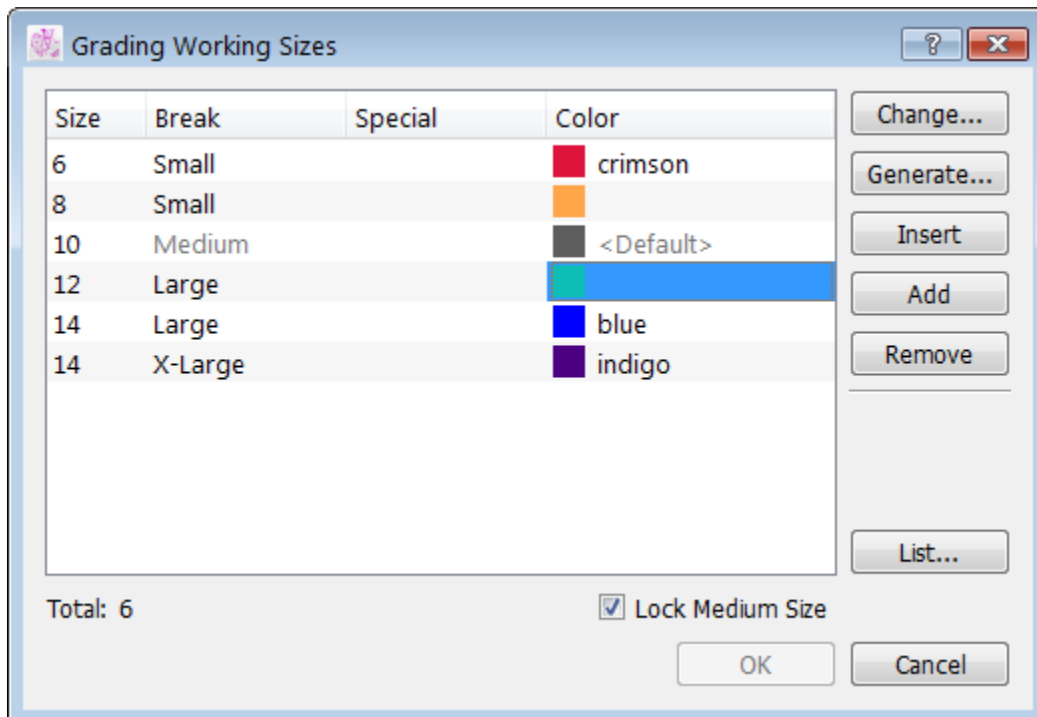 Grading Working Sizes
?
Size Break Special Color
6 Small crimson
8 Small
10 Medium <Default>
12 Large
14 Large blue
14 X-Large indigo
Change...
Generate...
Insert
Add
Remove
List...
Total: 6
Lock Medium Size
OK Cancel